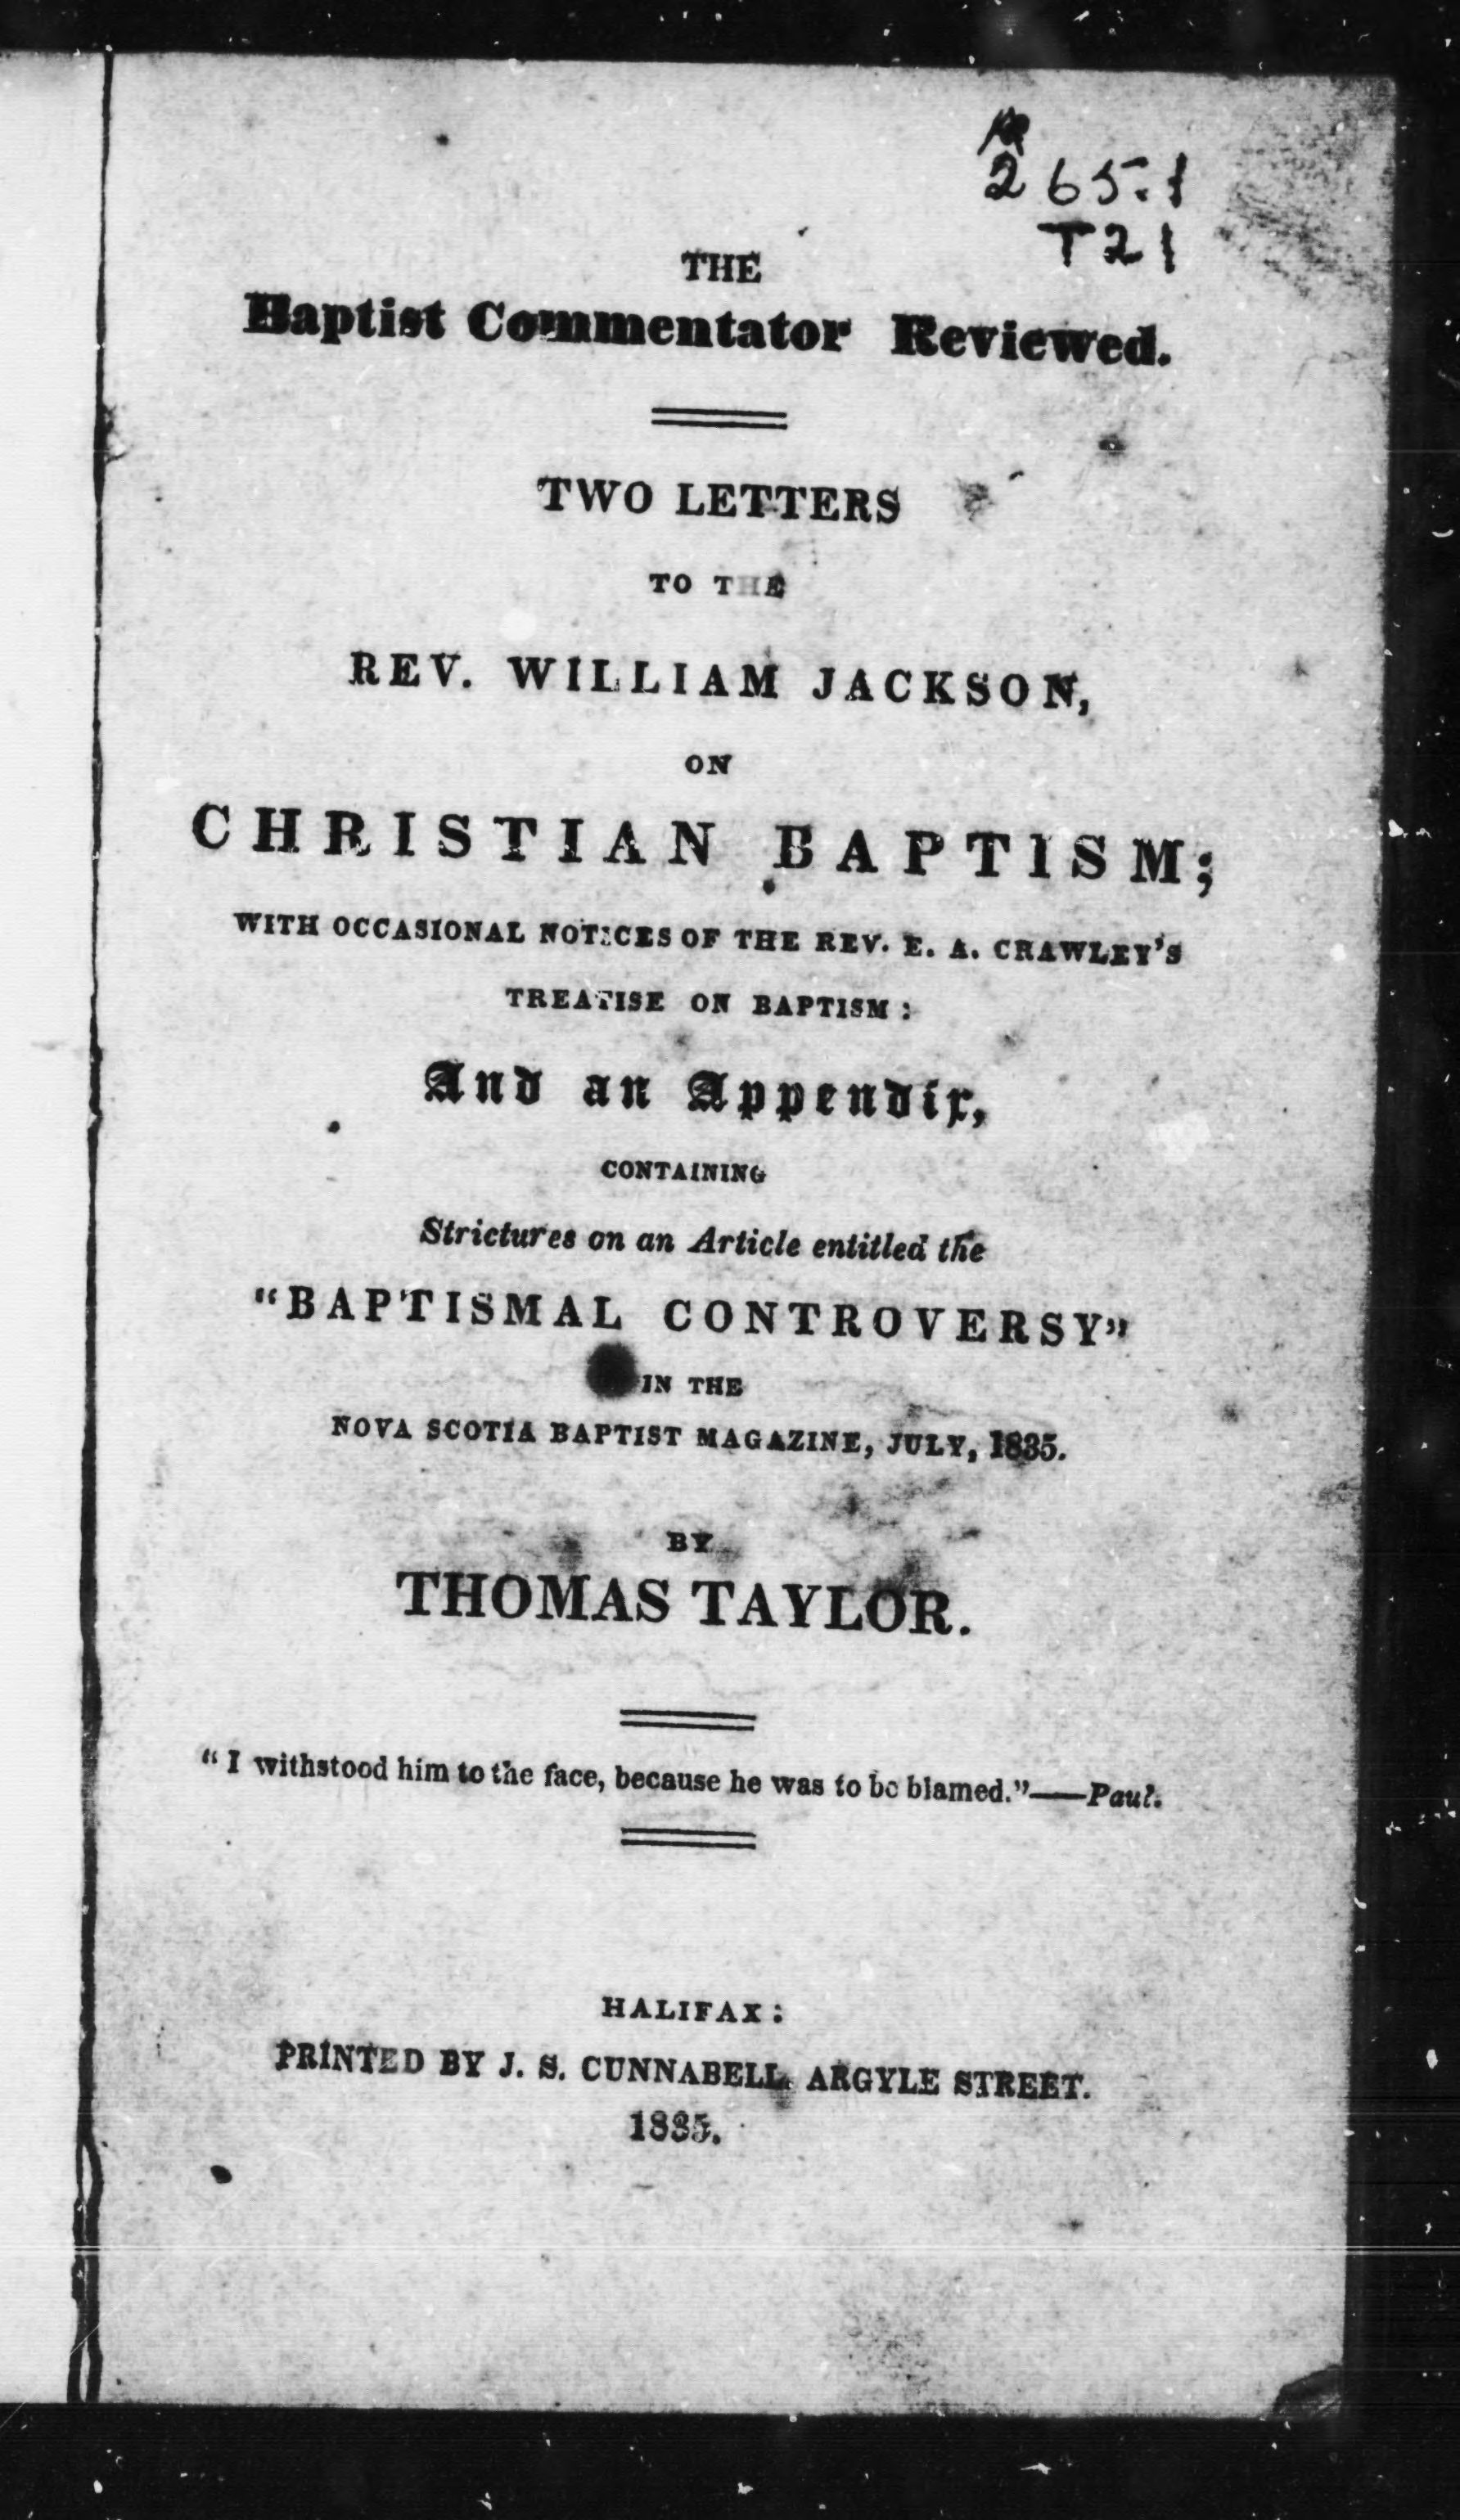 265.1
T21
THE
Baptist Commentator Reviewed.
TWO LETTERS
TO THE
REV. WILLIAM JACKSON,
ON
CHRISTIAN BAPTISM;
WITH OCCASIONAL NOTICES OF THE REV. E. A. CRAWLEY'S
TREATISE ON BAPTISM:
And an Appendix,
CONTAINING
Strictures on an Article entitled the
"BAPTISMAL CONTROVERSY"
IN THE
NOVA SCOTIA BAPTIST MAGAZINE, JULY, 1835.
BY
THOMAS TAYLOR.
"I withstood him to the face, because he was to be blamed."——Paul.
HALIFAX:
PRINTED BY J. S. CUNNABELL, ARGYLE STREET.
1835.